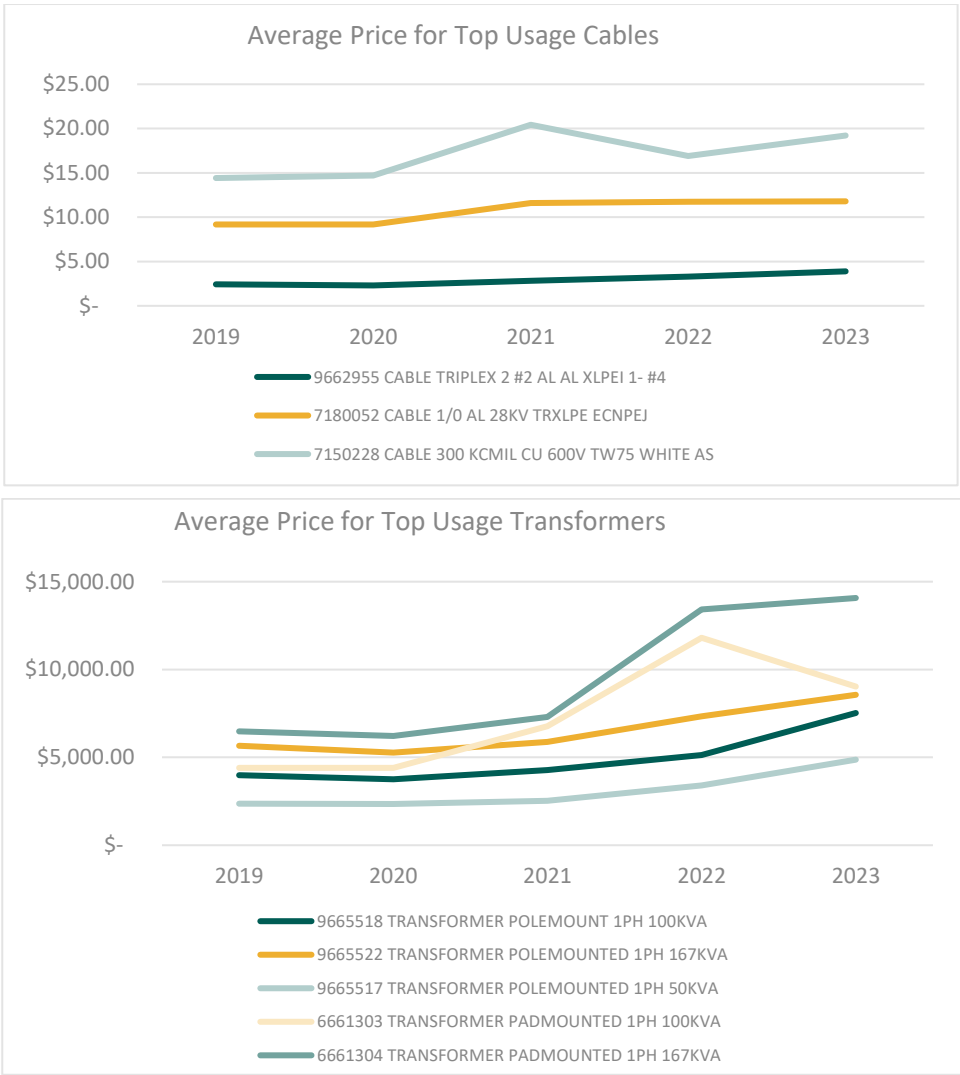 Average Price for Top Usage Cables
$25.00
$20.00
$15.00
$10.00
$5.00
$-
2019 2020 2021 2022 2023
9662955 CABLE TRIPLEX 2 #2 AL AL XLPEI 1- #4
7180052 CABLE 1/0 AL 28KV TRXLPE ECNPEJ
7150228 CABLE 300 KCMIL CU 600V TW75 WHITE AS
Average Price for Top Usage Transformers
$15,000.00
$10,000.00
$5,000.00
$-
2019 2020 2021 2022 2023
9665518 TRANSFORMER POLEMOUNT 1PH 100KVA
9665522 TRANSFORMER POLEMOUNTED 1PH 167KVA
9665517 TRANSFORMER POLEMOUNTED 1PH 50KVA
6661303 TRANSFORMER PADMOUNTED 1PH 100KVA
6661304 TRANSFORMER PADMOUNTED 1PH 167KVA